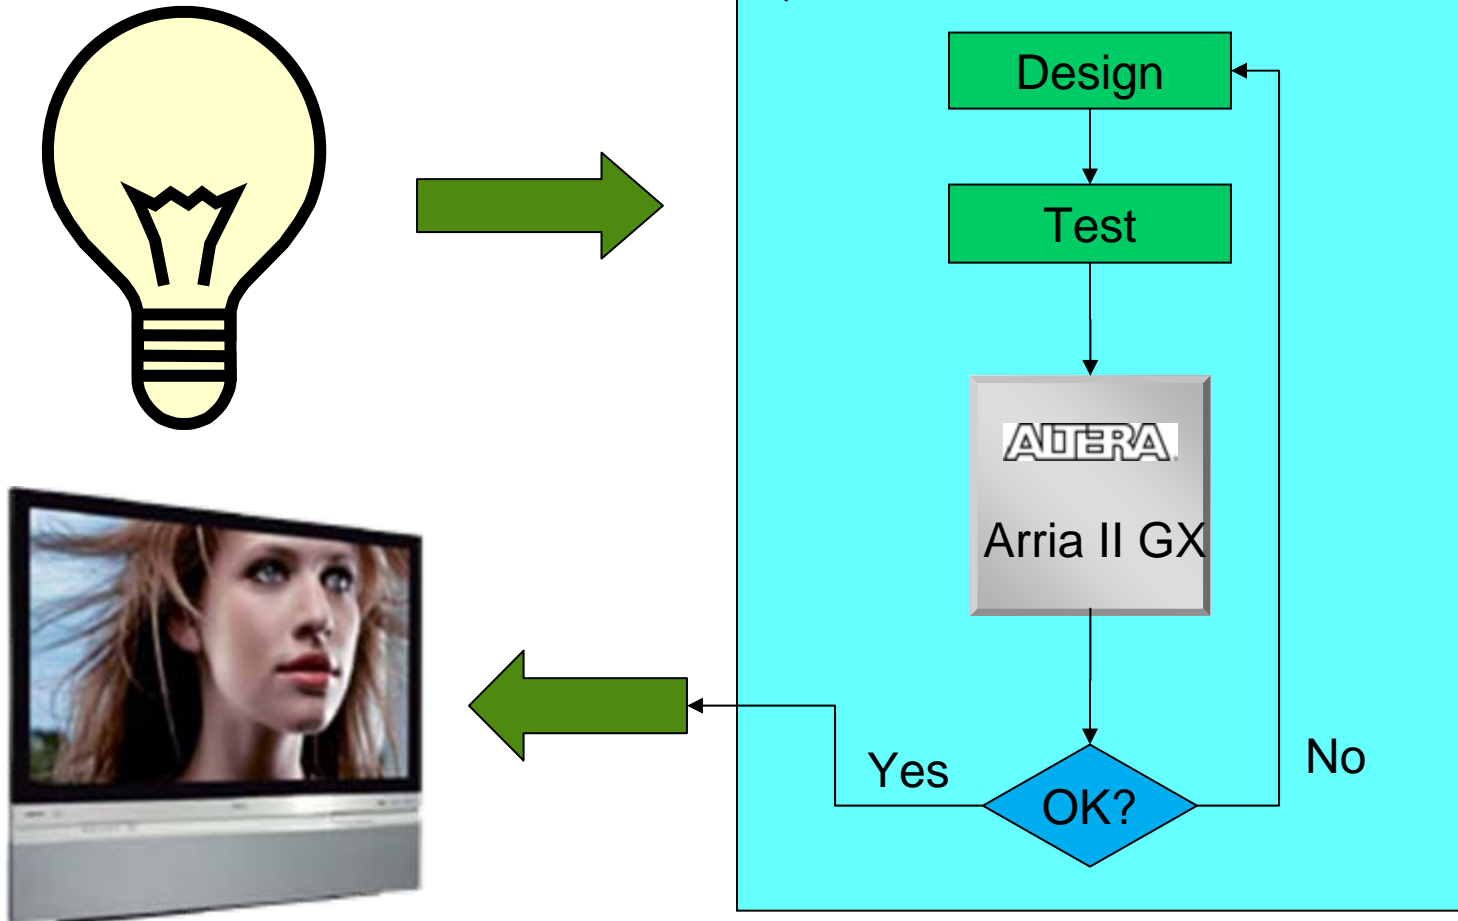 Design
Test
ALTERA
Arria II GX
OK?
Yes
No